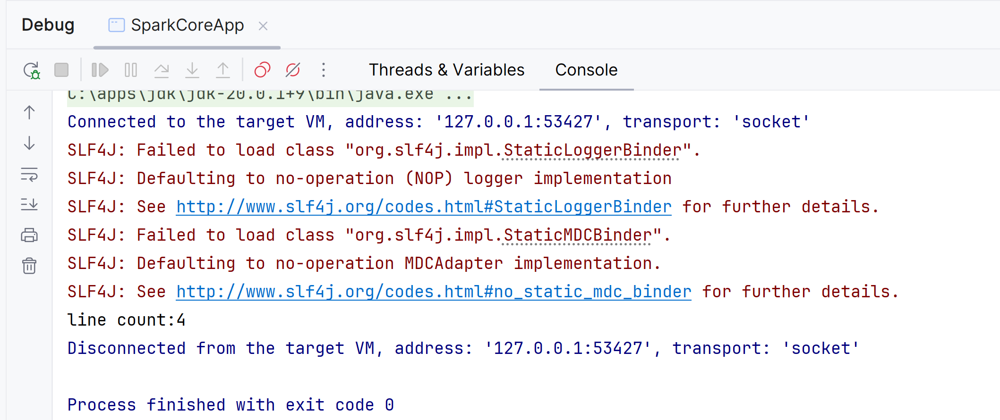 Debug SparkCoreApp
Threads & Variables Console
C:\apps\jdk\jdk-20.0.1+9\bin\java.exe ...
Connected to the target VM, address: '127.0.0.1:53427', transport: 'socket'
SLF4J: Failed to load class "org.slf4j.impl.StaticLoggerBinder".
SLF4J: Defaulting to no-operation (NOP) logger implementation
SLF4J: See http://www.slf4j.org/codes.html#StaticLoggerBinder for further details.
SLF4J: Failed to load class "org.slf4j.impl.StaticMDCBinder".
SLF4J: Defaulting to no-operation MDCAdapter implementation.
SLF4J: See http://www.slf4j.org/codes.html#no_static_mdc_binder for further details.
line count:4
Disconnected from the target VM, address: '127.0.0.1:53427', transport: 'socket'
Process finished with exit code 0